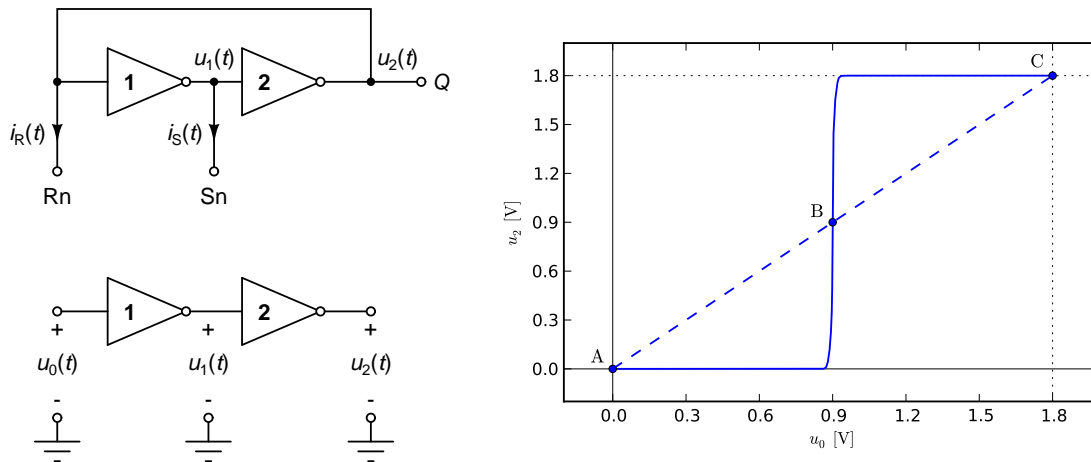 u1(t) u2(t)
1 2 Q
iR(t) iS(t)
Rn Sn
1 2
+ + +
u0(t) u1(t) u2(t)
- - -
- - -
u2 [V]
1.8
1.5
1.2
0.9
0.6
0.3
0.0
C
B
A
0.0 0.3 0.6 0.9 1.2 1.5 1.8
u0 [V]